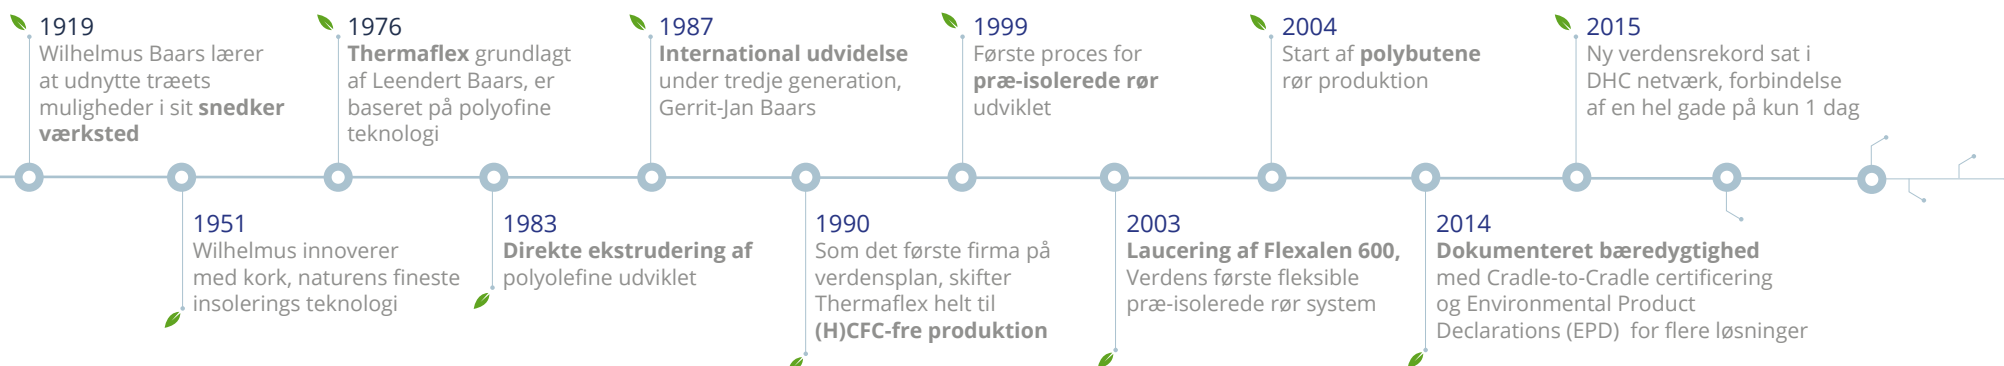 1919
Wilhelmus Baars lærer
at udnytte træets
muligheder i sit snedker
værksted
1976
Thermaflex grundlagt
af Leendert Baars, er
baseret på polyofine
teknologi
1987
International udvidelse
under tredje generation,
Gerrit-Jan Baars
1999
Første proces for
præ-isolerede rør
udviklet
2004
Start af polybutene
rør produktion
2015
Ny verdensrekord sat i
DHC netværk, forbindelse
af en hel gade på kun 1 dag
1951
Wilhelmus innoverer
med kork, naturens fineste
insolerings teknologi
1983
Direkte ekstrudering af
polyolefine udviklet
1990
Som det første firma på
verdensplan, skifter
Thermaflex helt til
(H)CFC-fre produktion
2003
Laucering af Flexalen 600,
Verdens første fleksible
præ-isolerede rør system
2014
Dokumenteret bæredygtighed
med Cradle-to-Cradle certificering
og Environmental Product
Declarations (EPD) for flere løsninger